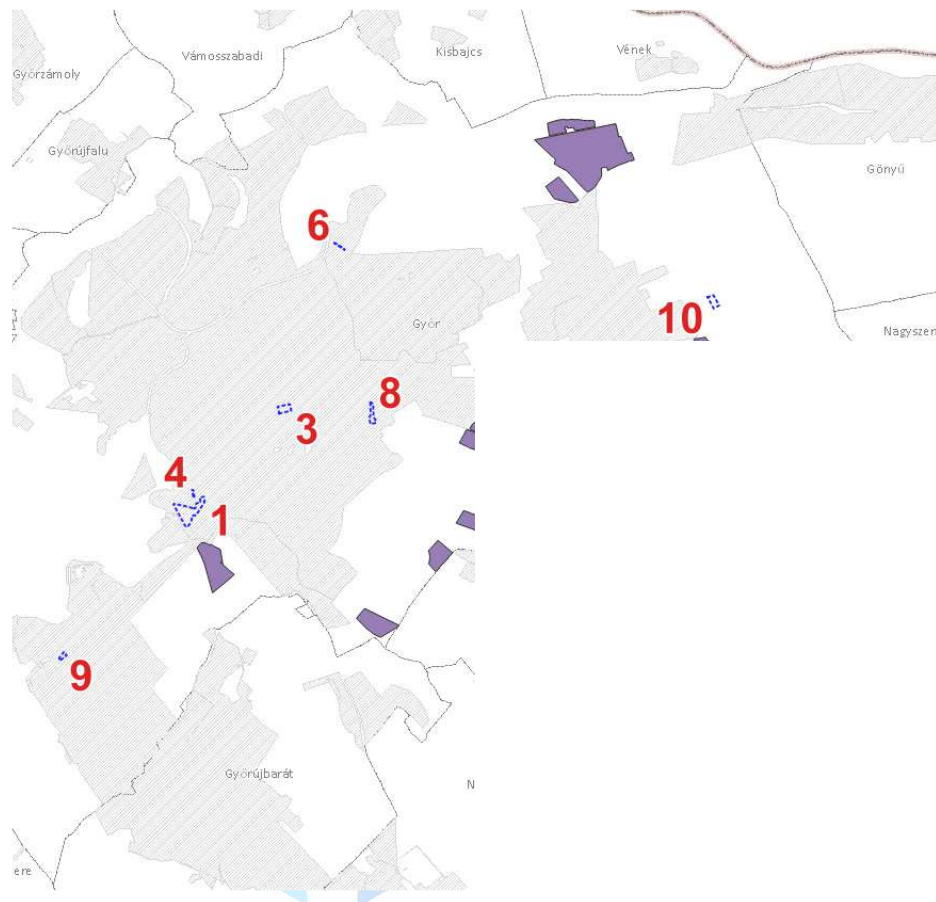 Vámosszabadi
Kisbajcs
Vének
Győrzámoly
Győrújfalu
Gönyű
6
10
Győr
Nagyszen
8
3
4
1
9
Győrújbarát
N
ere